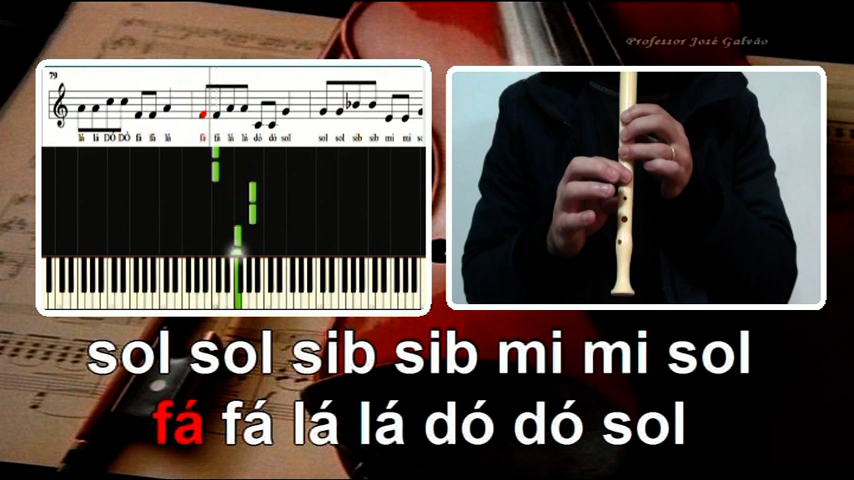 Professor José Galvão
79
lá lá DÓ DÓ fá fá lá fá fá lá lá dó dó sol sol sol sib sib mi mi
sol sol sib sib mi mi sol
fá fá lá lá dó dó sol